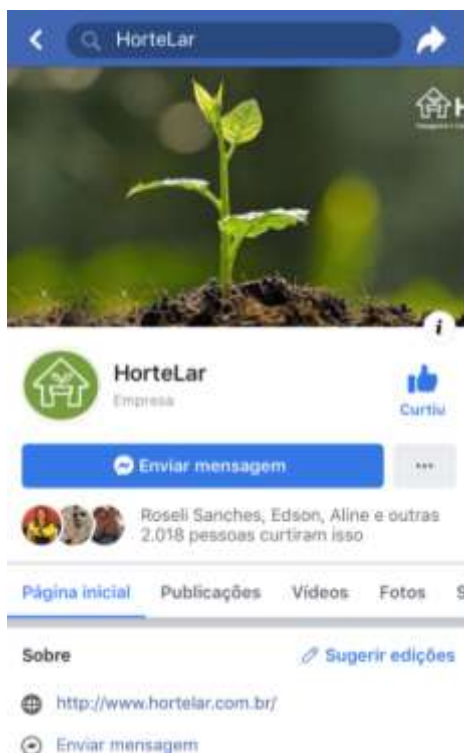 HorteLar
H
HorteLar
Empresa
Curtiu
Enviar mensagem
Roseli Sanches, Edson, Aline e outras
2.018 pessoas curtiram isso
Página inicial Publicações Vídeos Fotos S
Sobre
Sugerir edições
http://www.hortelar.com.br/
Enviar mensagem